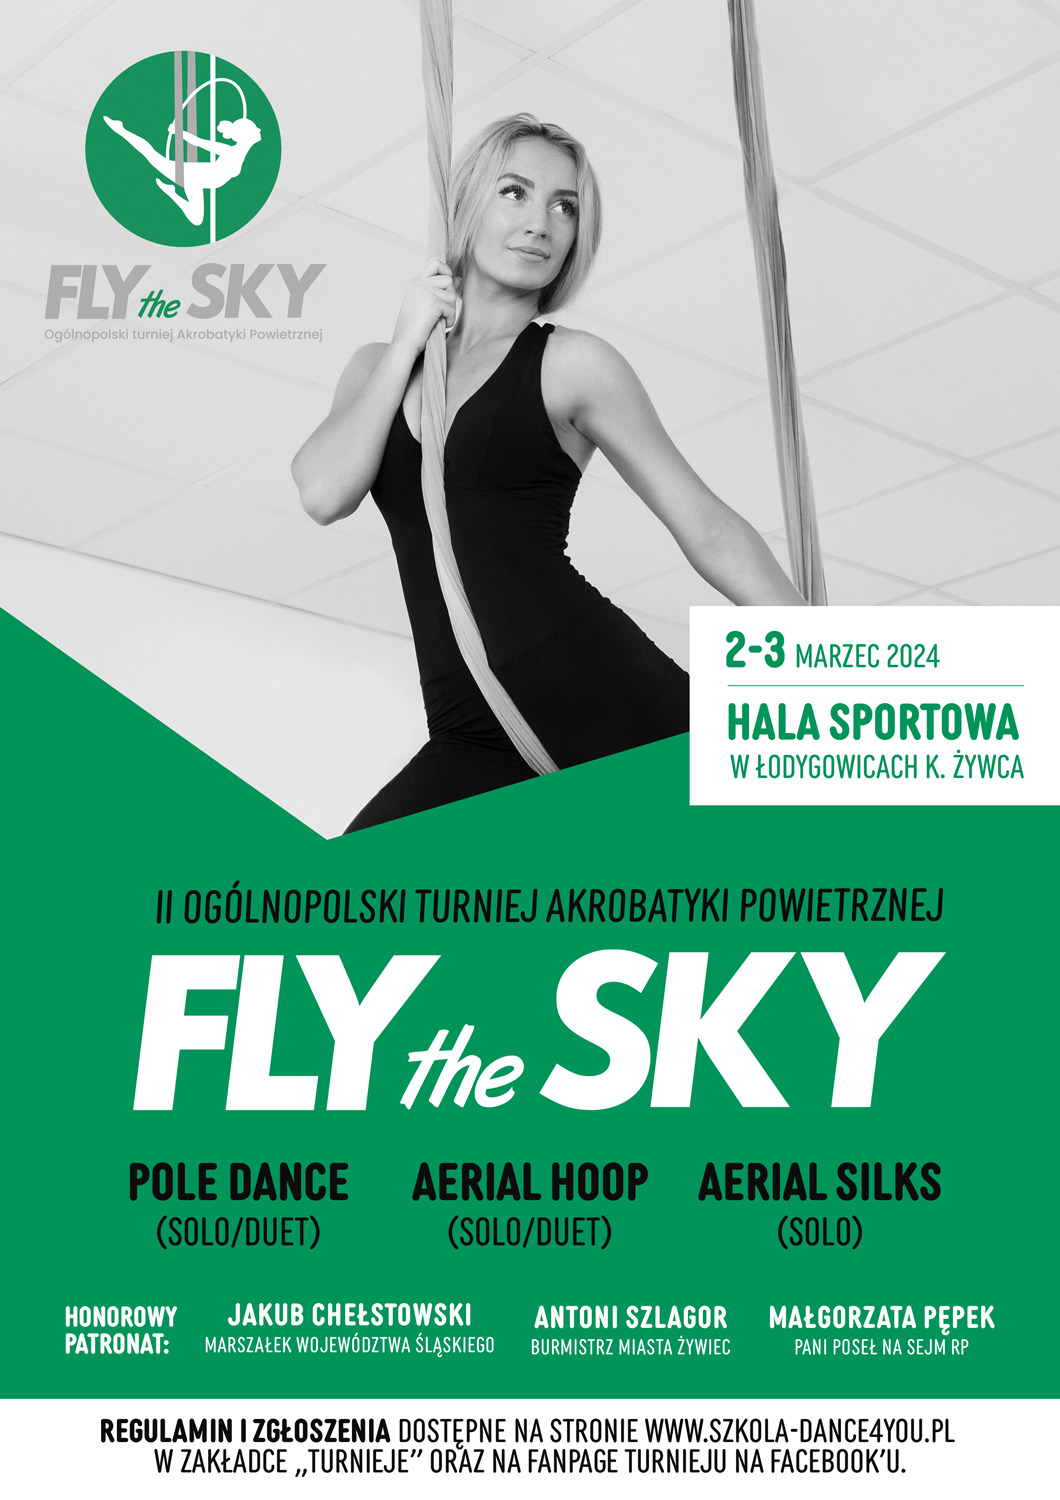 FLY the SKY
Ogólnopolski turniej Akrobatyki Powietrznej
2-3 MARZEC 2024
HALA SPORTOWA
W ŁODYGOWICACH K. ŻYWCA
II OGÓLNOPOLSKI TURNIEJ AKROBATYKI POWIETRZNEJ
FLY the SKY
POLE DANCE
(SOLO/DUET)
AERIAL HOOP
(SOLO/DUET)
AERIAL SILKS
(SOLO)
HONOROWY
PATRONAT:
JAKUB CHEŁSTOWSKI
MARSZAŁEK WOJEWÓDZTWA ŚLĄSKIEGO
ANTONI SZLAGOR
BURMISTRZ MIASTA ŻYWIEC
MAŁGORZATA PĘPEK
PANI POSEŁ NA SEJM RP
REGULAMIN I ZGŁOSZENIA DOSTĘPNE NA STRONIE WWW.SZKOLA-DANCE4YOU.PL
W ZAKŁADCE ,,TURNIEJE” ORAZ NA FANPAGE TURNIEJU NA FACEBOOK'U.